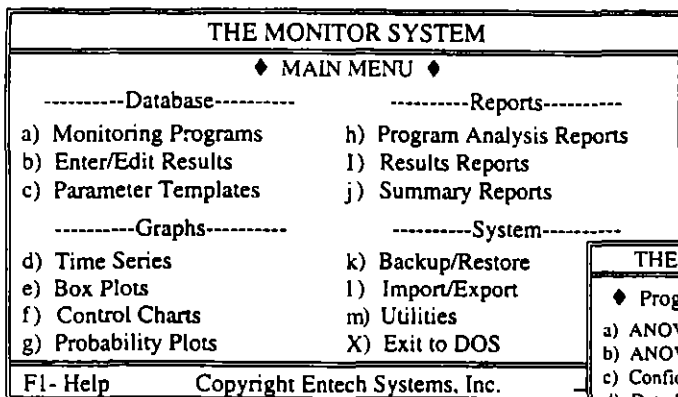 THE MONITOR SYSTEM
♦ MAIN MENU ♦
----------Database----------
a) Monitoring Programs
b) Enter/Edit Results
c) Parameter Templates
----------Graphs----------
d) Time Series
e) Box Plots
f) Control Charts
g) Probability Plots
----------Reports----------
h) Program Analysis Reports
I) Results Reports
j) Summary Reports
----------System----------
k) Backup/Restore
l) Import/Export
m) Utilities
X) Exit to DOS
F1- Help Copyright Entech Systems, Inc.
THE
♦ Prog
a) ANOV
b) ANOV
c) Confid